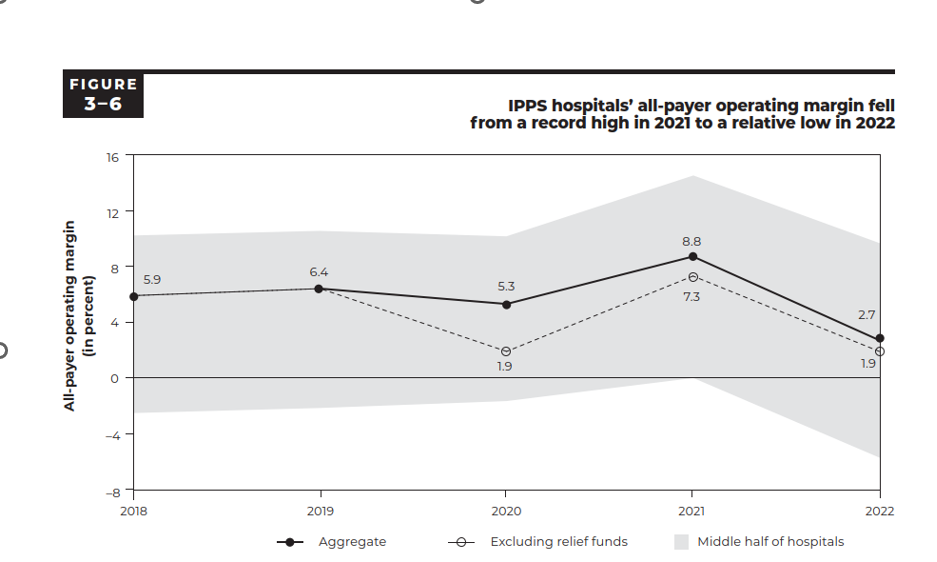 FIGURE
3–6
IPPS hospitals’ all-payer operating margin fell
from a record high in 2021 to a relative low in 2022
All-payer operating margin
(in percent)
16
12
8
4
0
–4
–8
5.9
6.4
5.3
1.9
8.8
7.3
2.7
1.9
2018
2019
2020
2021
2022
Aggregate
Excluding relief funds
Middle half of hospitals